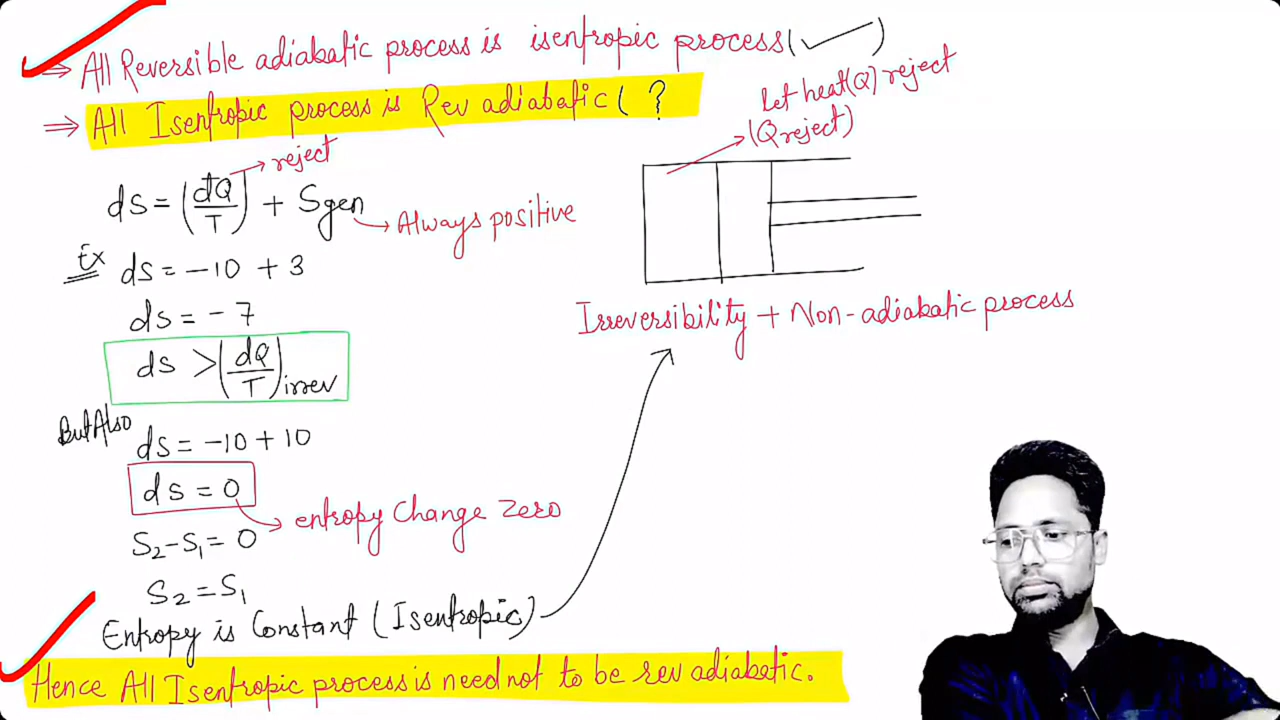 ⇒ All Reversible adiabatic process is isentropic process (✓)
⇒ All Isentropic process is Rev adiabatic ( ?
let heat(Q) reject
(Q reject)
→ reject
ds = (dQ/T) + Sgen
→ Always positive
Ex ds = -10 + 3
ds = -7
ds > (dQ/T)irrev
Irreversibility + Non-adiabatic process
But Also ds = -10 + 10
ds = 0
→ entropy Change Zero
S₂-S₁ = 0
S₂ = S₁
Entropy is Constant (Isentropic)
Hence All Isentropic process is need not to be rev adiabatic.